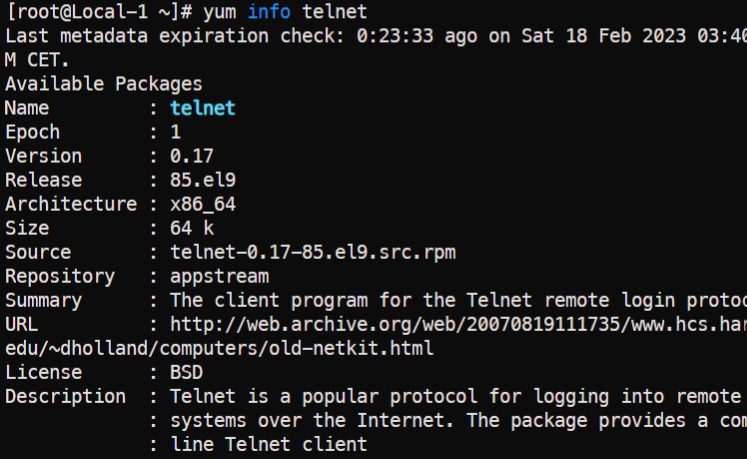 [root@Local-1 ~]# yum info telnet
Last metadata expiration check: 0:23:33 ago on Sat 18 Feb 2023 03:40
M CET.
Available Packages
Name         : telnet
Epoch        : 1
Version      : 0.17
Release      : 85.el9
Architecture : x86_64
Size         : 64 k
Source       : telnet-0.17-85.el9.src.rpm
Repository   : appstream
Summary      : The client program for the Telnet remote login protoc
URL          : http://web.archive.org/web/20070819111735/www.hcs.har
edu/~dholland/computers/old-netkit.html
License      : BSD
Description  : Telnet is a popular protocol for logging into remote
             : systems over the Internet. The package provides a com
             : line Telnet client